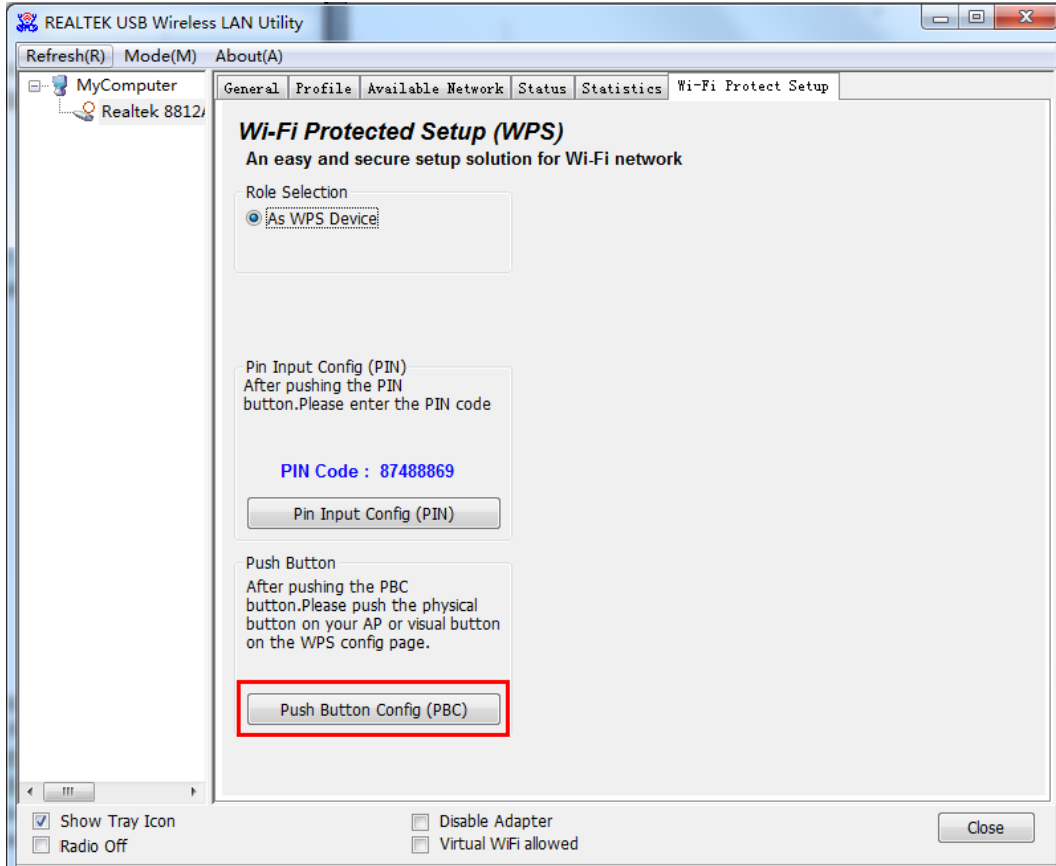 REALTEK USB Wireless LAN Utility
Refresh(R) Mode(M) About(A)
MyComputer
Realtek 8812A
General Profile Available Network Status Statistics Wi-Fi Protect Setup
Wi-Fi Protected Setup (WPS)
An easy and secure setup solution for Wi-Fi network
Role Selection
As WPS Device
Pin Input Config (PIN)
After pushing the PIN
button.Please enter the PIN code
PIN Code : 87488869
Pin Input Config (PIN)
Push Button
After pushing the PBC
button.Please push the physical
button on your AP or visual button
on the WPS config page.
Push Button Config (PBC)
Show Tray Icon
Radio Off
Disable Adapter
Virtual WiFi allowed
Close